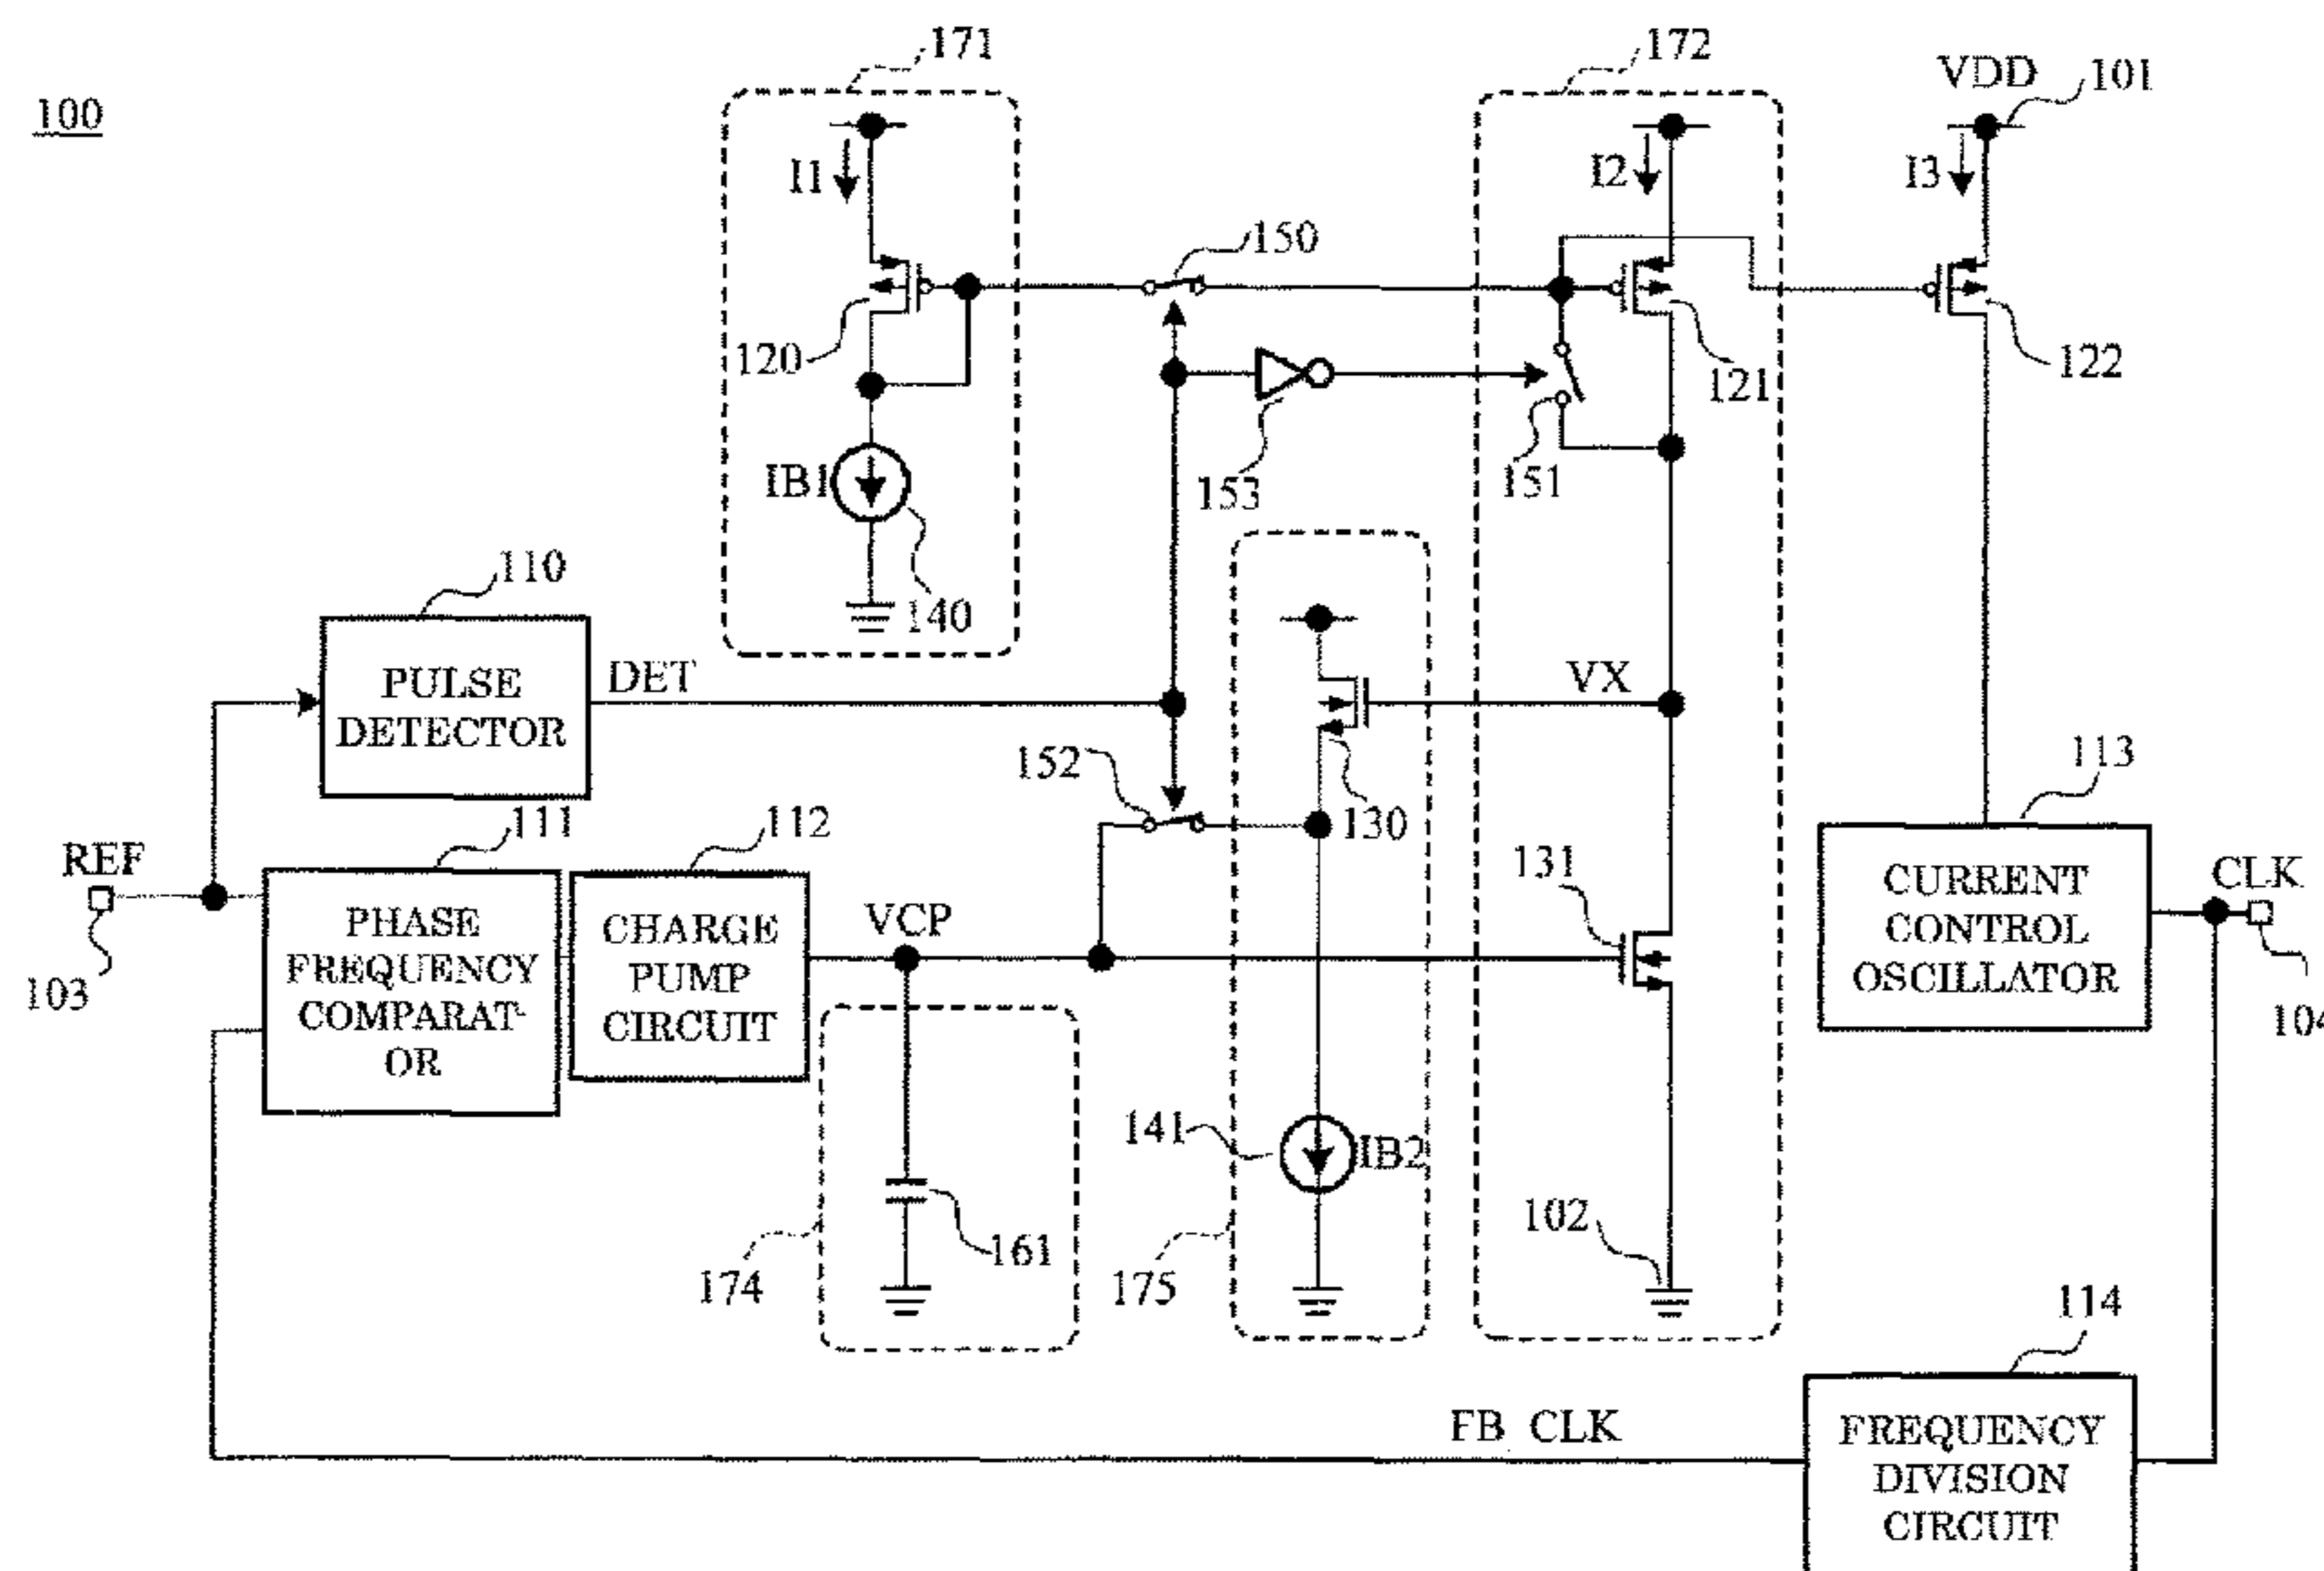 100
171
172
VDD
101
I1
I2
I3
150
120
121
122
IB1
153
151
140
110
PULSE
DETECTOR
DET
VX
152
130
113
111
112
REF
103
PHASE
FREQUENCY
COMPARAT-
OR
CHARGE
PUMP
CIRCUIT
VCP
131
CURRENT
CONTROL
OSCILLATOR
CLK
104
141
IB2
102
174
161
175
114
FB CLK
FREQUENCY
DIVISION
CIRCUIT